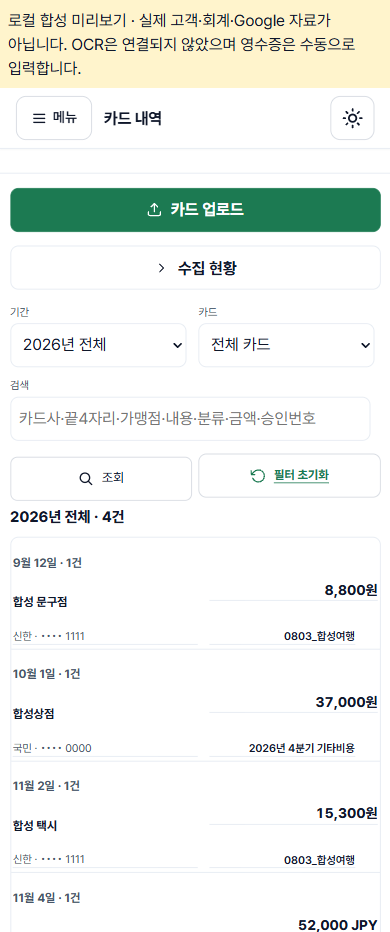 로컬 합성 미리보기 · 실제 고객·회계·Google 자료가
아닙니다. OCR은 연결되지 않았으며 영수증은 수동으로
입력합니다.
메뉴
카드 내역
카드 업로드
수집 현황
기간
카드
2026년 전체
전체 카드
검색
카드사·끝4자리·가맹점·내용·분류·금액·승인번호
조회
필터 초기화
2026년 전체 · 4건
9월 12일 · 1건
8,800원
합성 문구점
신한 · •••• 1111
0803_합성여행
10월 1일 · 1건
37,000원
합성상점
국민 · •••• 0000
2026년 4분기 기타비용
11월 2일 · 1건
15,300원
합성 택시
신한 · •••• 1111
0803_합성여행
11월 4일 · 1건
52,000 JPY